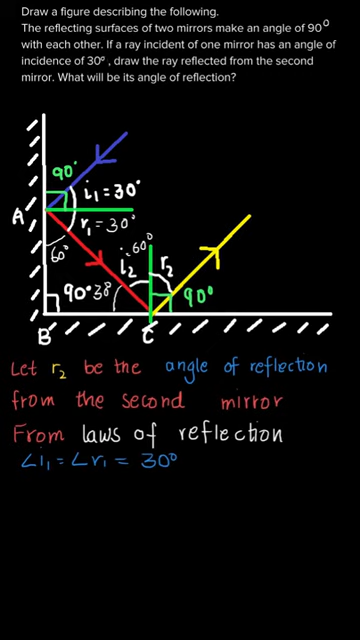 Draw a figure describing the following.
The reflecting surfaces of two mirrors make an angle of 90°
with each other. If a ray incident of one mirror has an angle
of incidence of 30°, draw the ray reflected from the second
mirror. What will be its angle of reflection?
90°
i₁ = 30°
A
r₁ = 30°
60°
i=60°
i₂
r₂
90° 30°
90°
B
C
Let r₂ be the angle of reflection
from the second mirror
From laws of reflection
∠i₁ = ∠r₁ = 30°